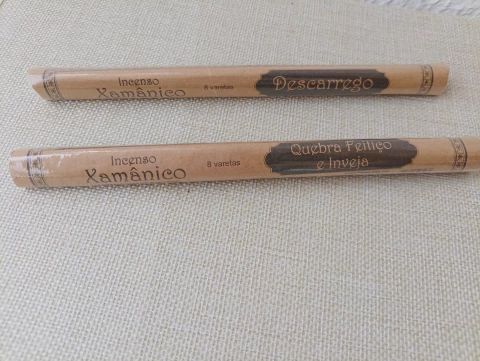 Incenso
Xamânico
8 varetas
Descarrego
Incenso
Xamânico
8 varetas
Quebra Feitiço
e Inveja